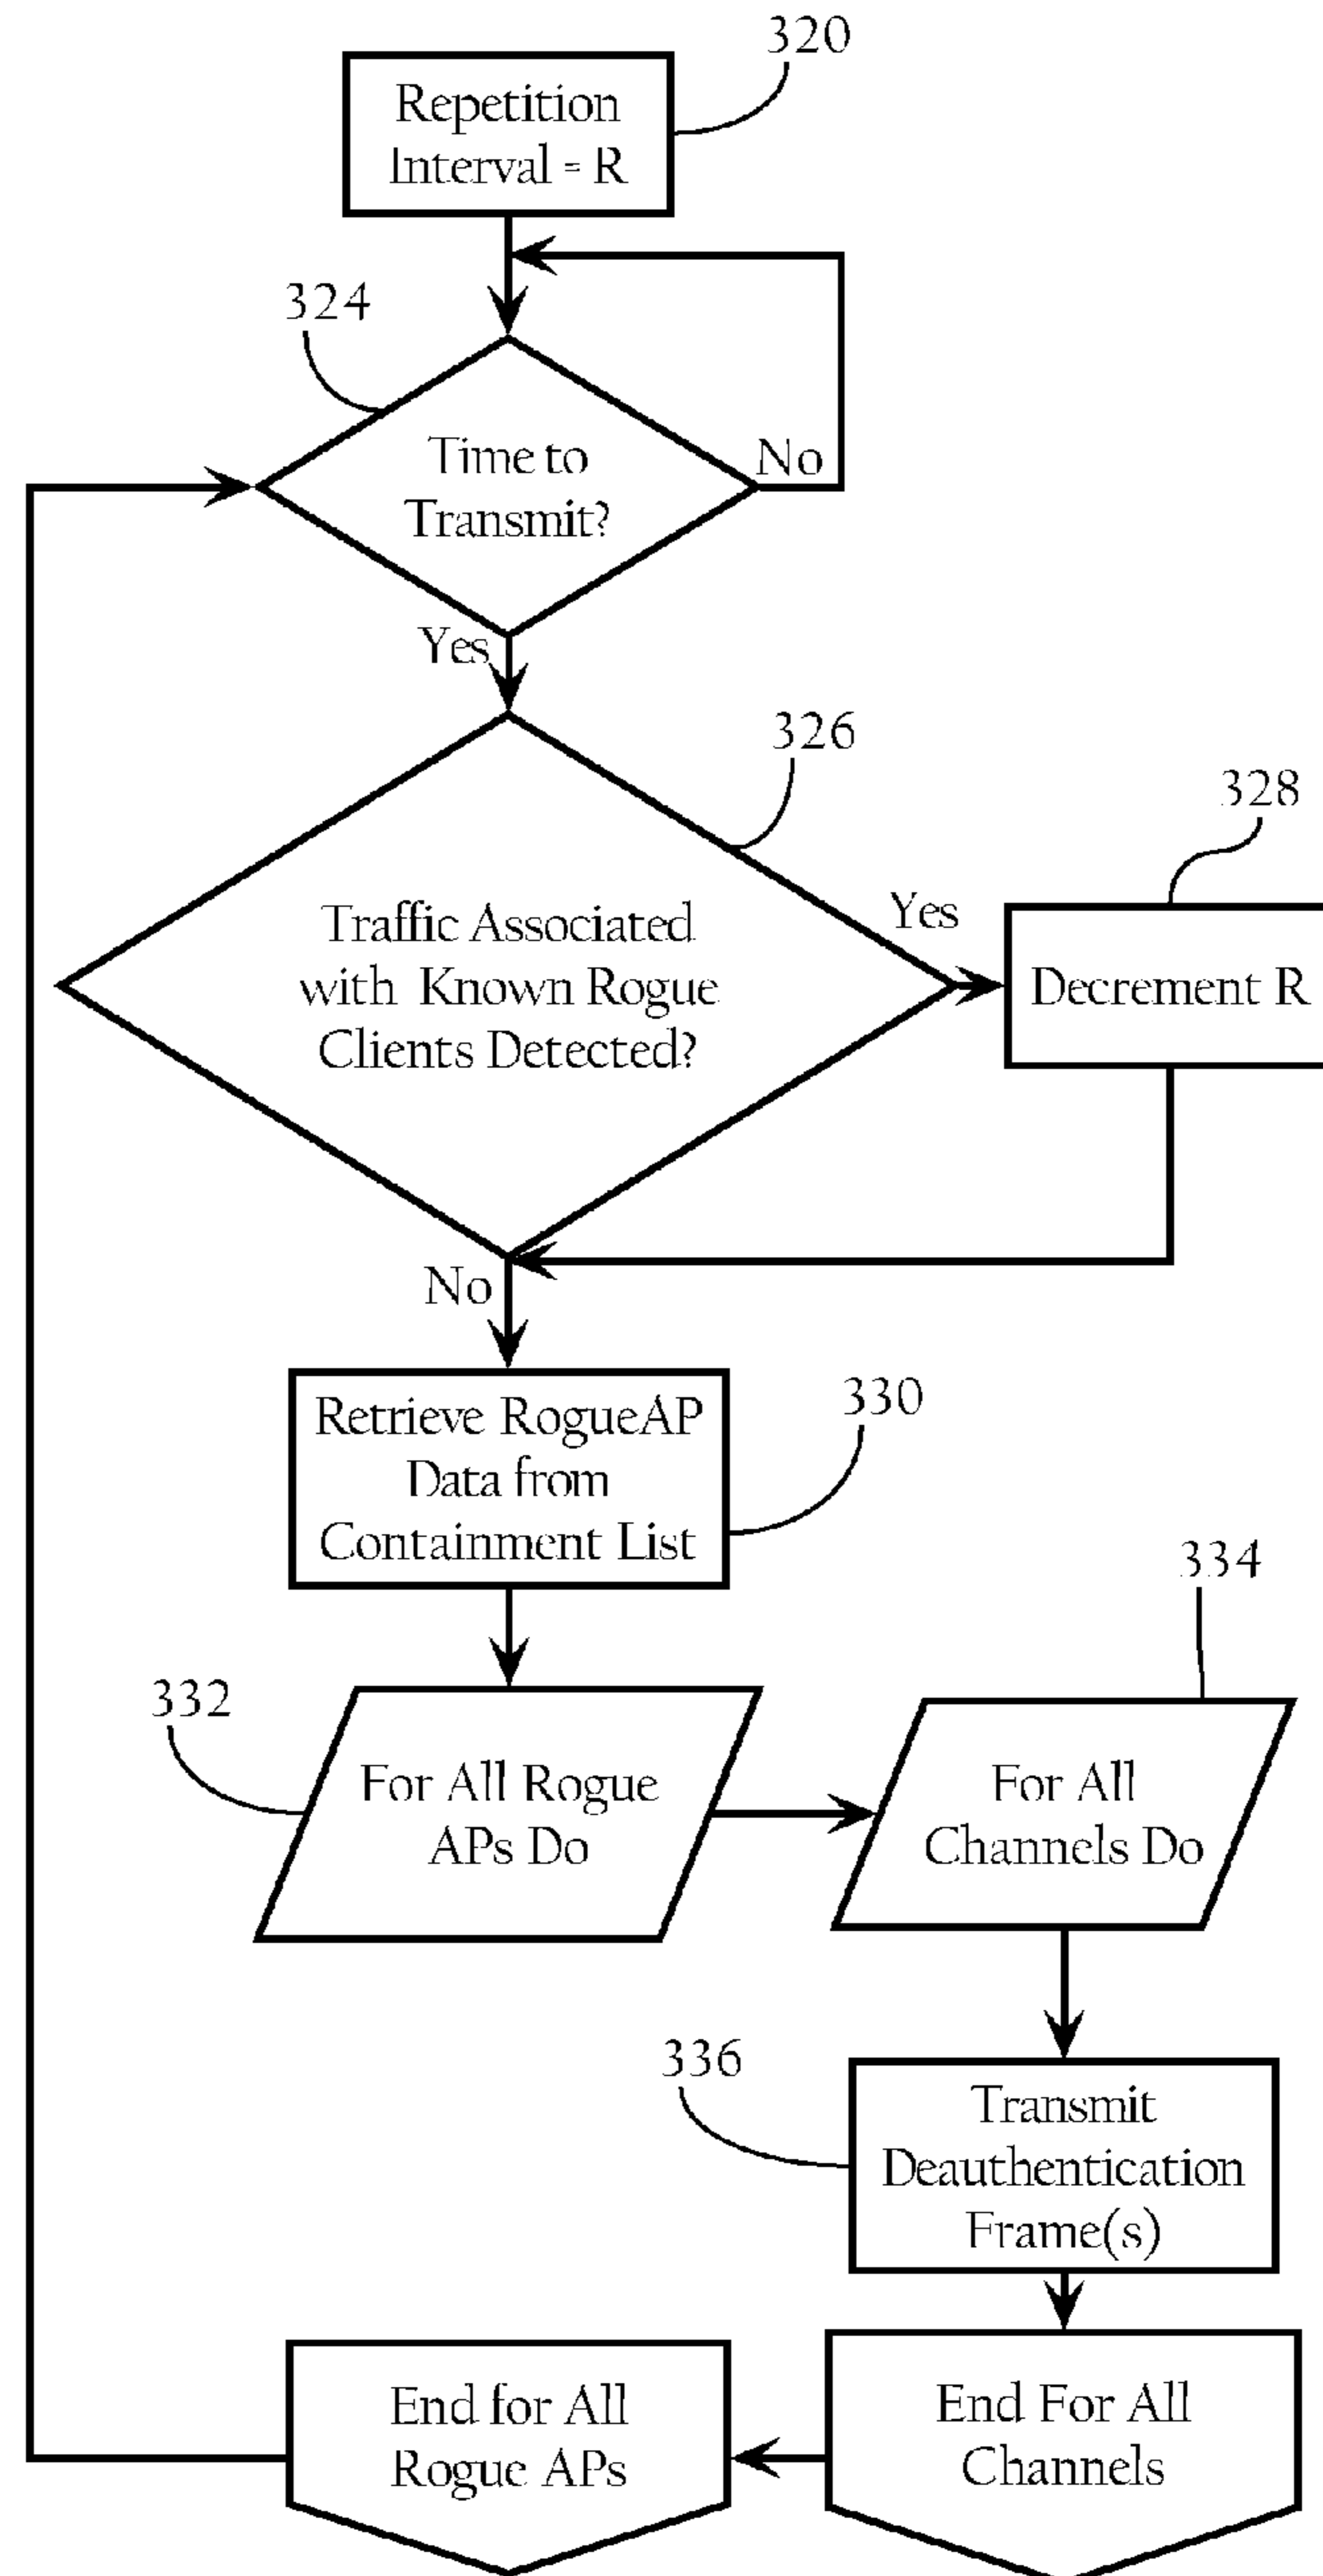 320
Repetition
Interval = R
324
Time to
Transmit?
No
Yes
326
328
Traffic Associated
with Known Rogue
Clients Detected?
Yes
Decrement R
No
Retrieve RogueAP
Data from
Containment List
330
334
332
For All Rogue
APs Do
For All
Channels Do
336
Transmit
Deauthentication
Frame(s)
End for All
Rogue APs
End For All
Channels